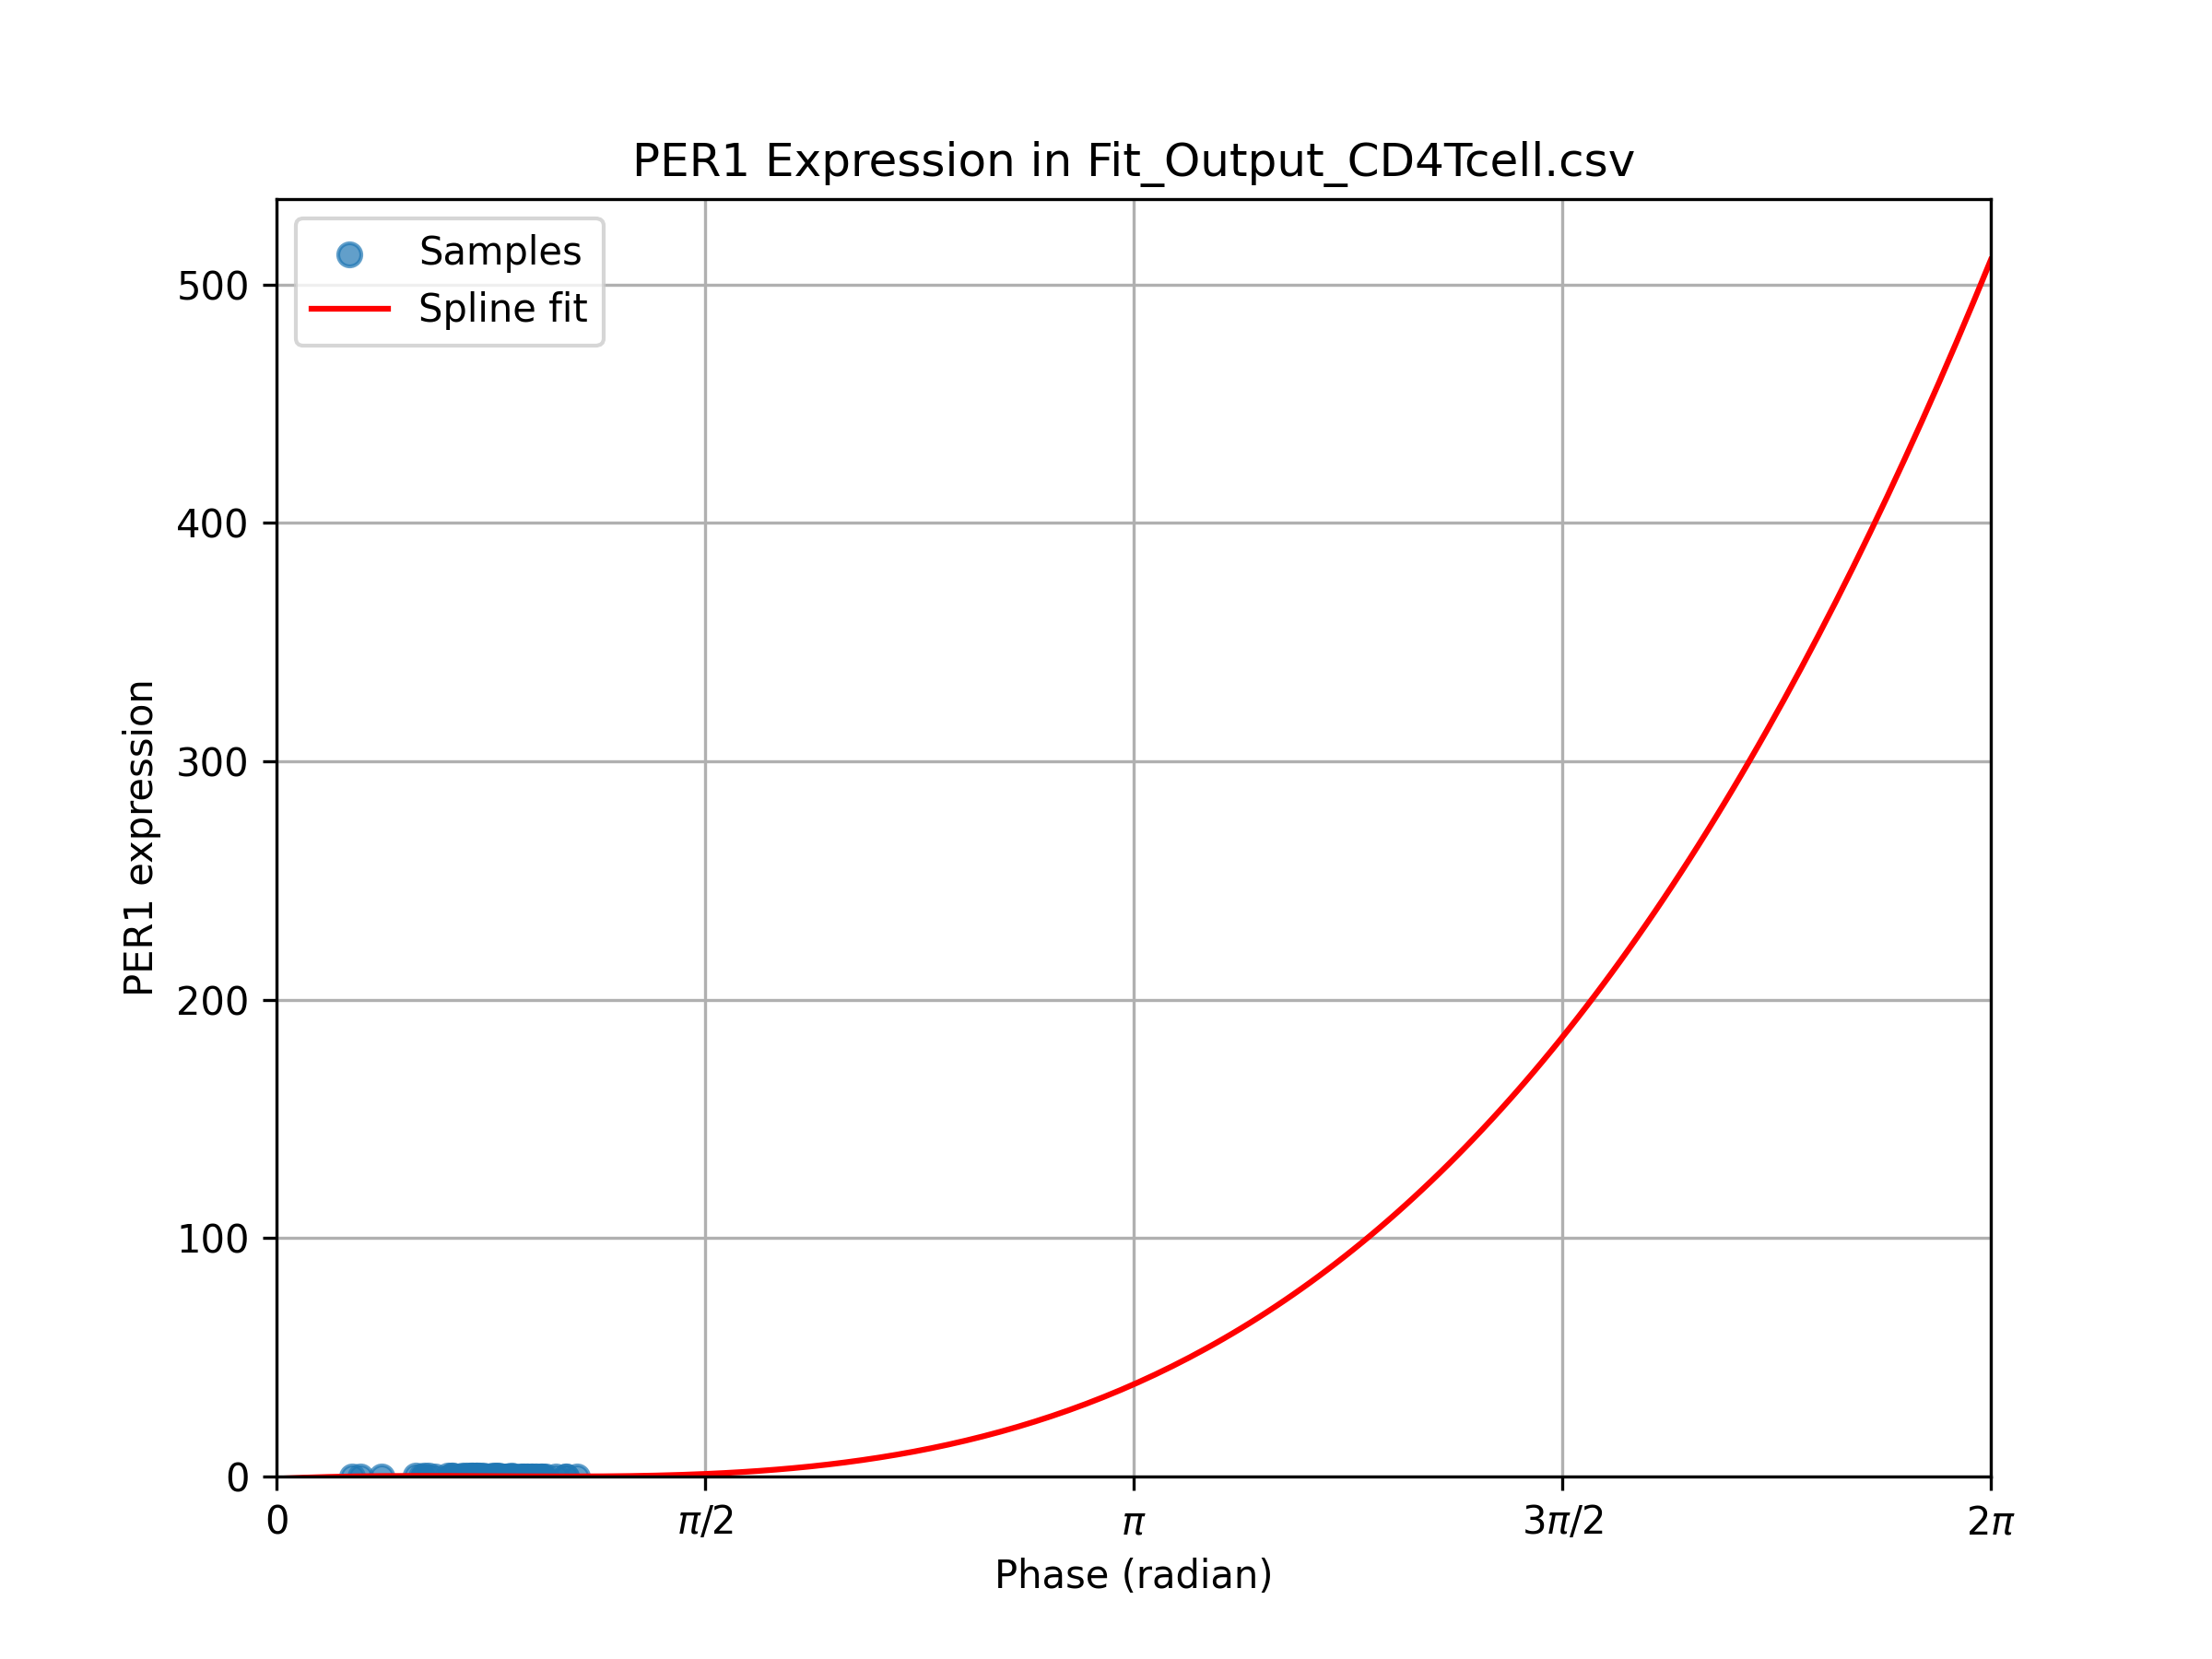 PER1 Expression in Fit_Output_CD4Tcell.csv
Samples
Spline fit
500
400
300
200
100
0
PER1 expression
0
π/2
π
3π/2
2π
Phase (radian)